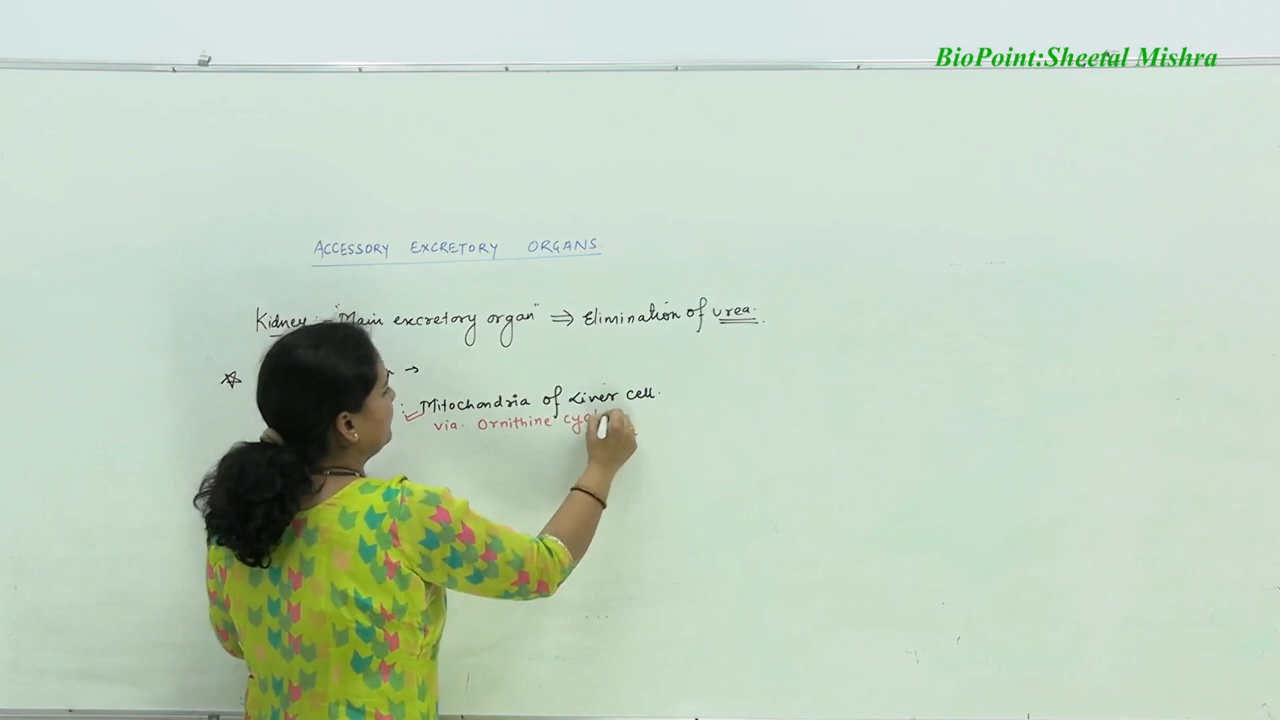 BioPoint:Sheetal Mishra
ACCESSORY EXCRETORY ORGANS.
Kidney :- "Main excretory organ" ⇒ Elimination of urea.
→
Mitochondria of Liver cell.
via. Ornithine